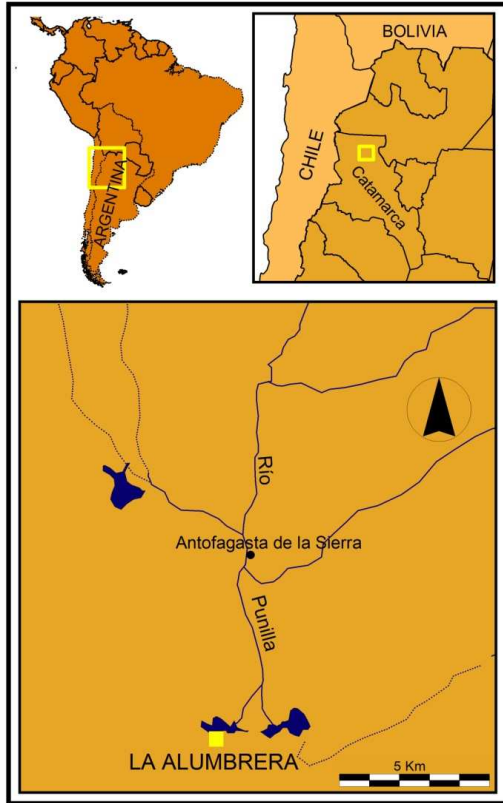 ARGENTINA
BOLIVIA
CHILE
Catamarca
Río
Antofagasta de la Sierra
Punilla
LA ALUMBRERA
5 Km